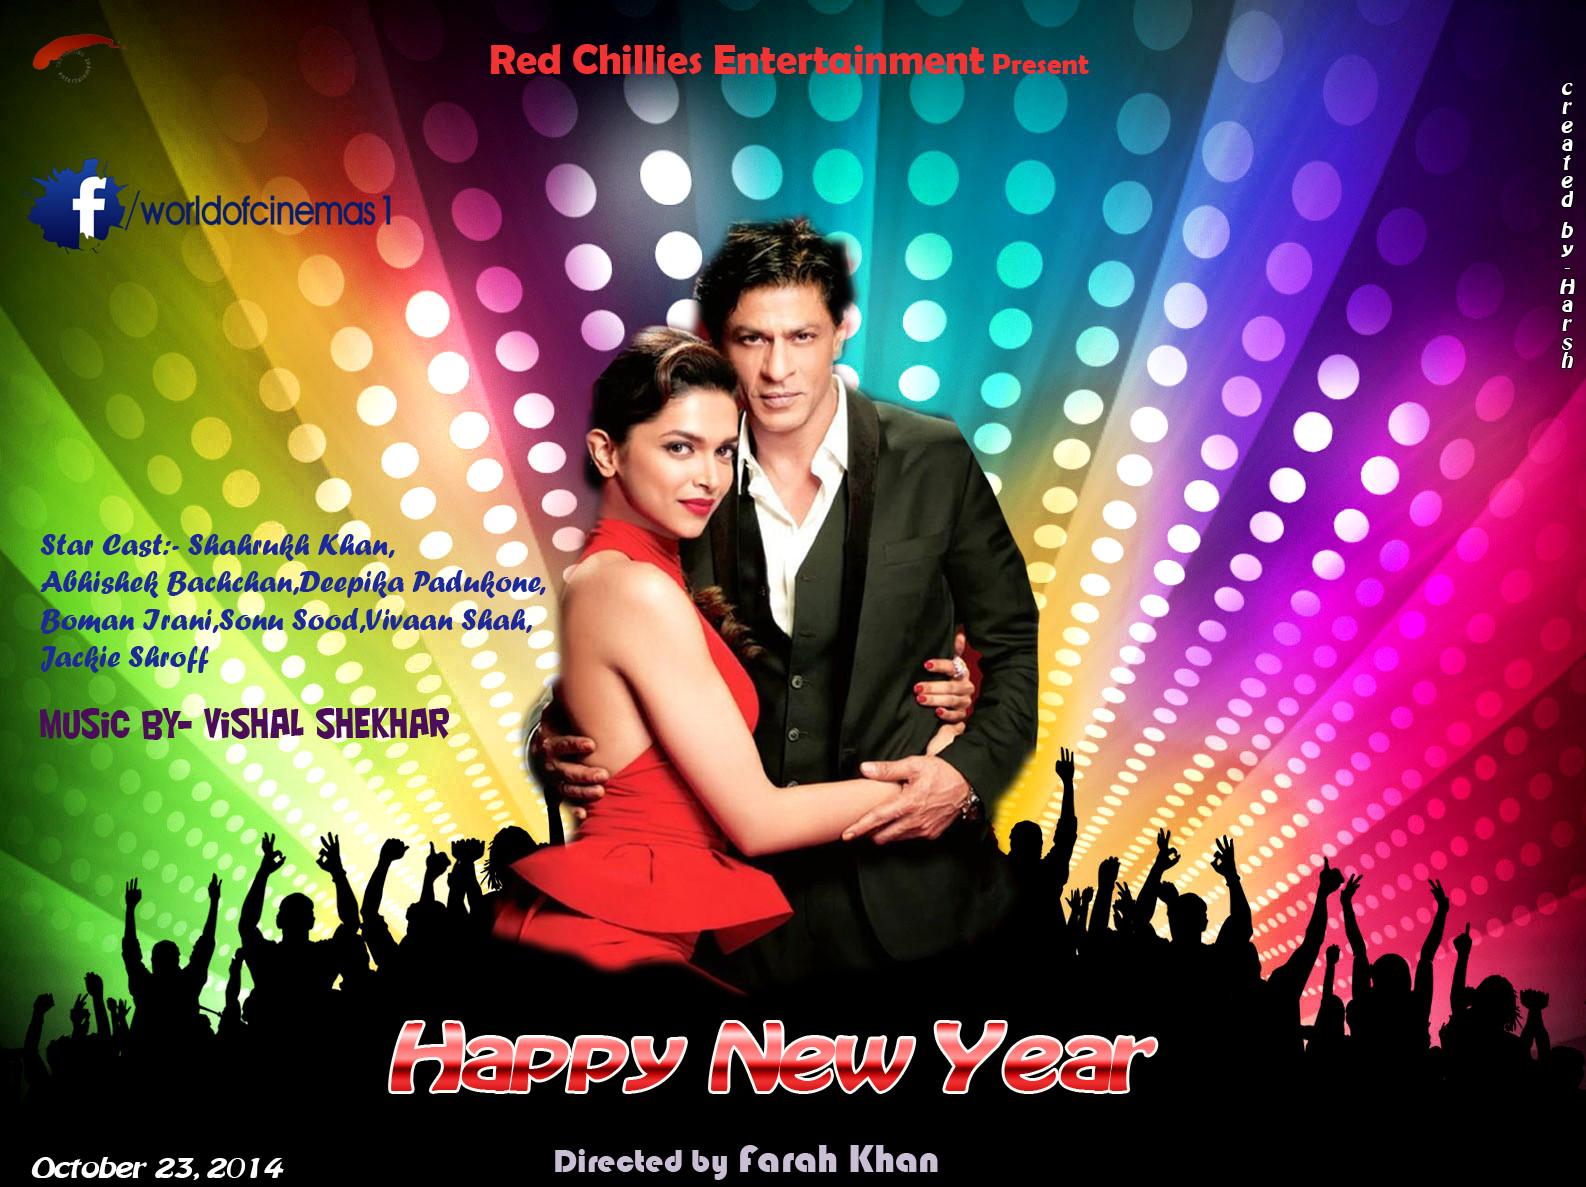 Red Chillies Entertainment Present
created by-Harsh
f/worldofcinemas1
Star Cast:- Shahrukh Khan,
Abhishek Bachchan,Deepika Padukone,
Boman Irani,Sonu Sood,Vivaan Shah,
Jackie Shroff
MUSiC BY- ViSHAL SHEKHAR
Happy New Year
October 23, 2014
Directed by Farah Khan